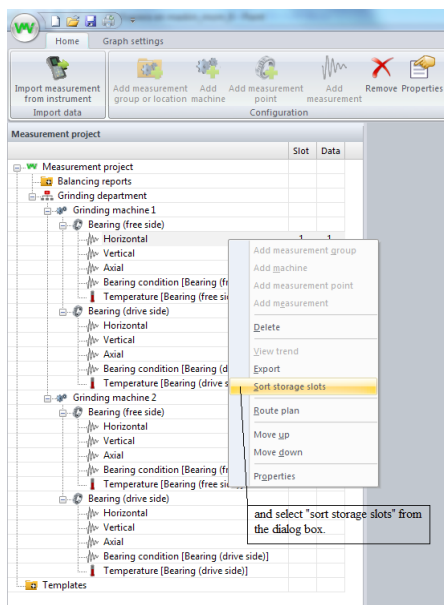 Home Graph settings
Import measurement from instrument
Add measurement group or location
Add machine
Add measurement point
Add measurement
Remove
Properties
Import data Configuration
Measurement project
Slot Data
Measurement project
Balancing reports
Grinding department
Grinding machine 1
Bearing (free side)
Horizontal 1 1
Vertical
Axial
Bearing condition [Bearing (fr
Temperature [Bearing (free si
Bearing (drive side)
Horizontal
Vertical
Axial
Bearing condition [Bearing (d
Temperature [Bearing (drive s
Grinding machine 2
Bearing (free side)
Horizontal
Vertical
Axial
Bearing condition [Bearing (fr
Temperature [Bearing (free si
Bearing (drive side)
Horizontal
Vertical
Axial
Bearing condition [Bearing (drive side)]
Temperature [Bearing (drive side)]
Templates
Add measurement group
Add machine
Add measurement point
Add measurement
Delete
View trend
Export
Sort storage slots
Route plan
Move up
Move down
Properties
and select "sort storage slots" from
the dialog box.